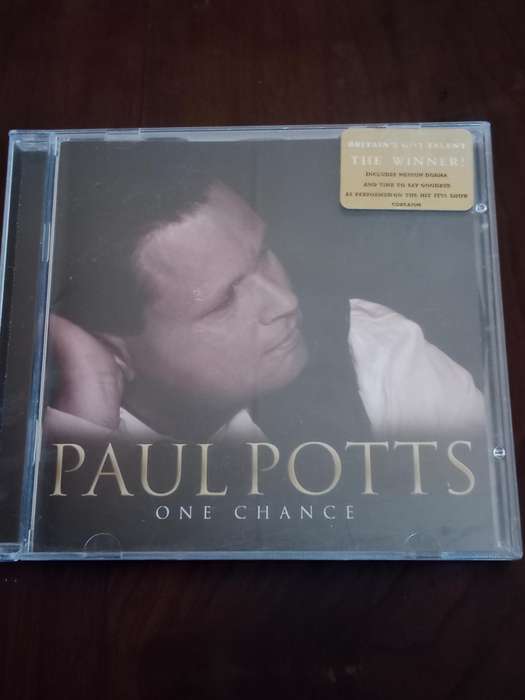 BRITAIN'S GOT TALENT
THE WINNER!
INCLUDES NESSUN DORMA
AND TIME TO SAY GOODBYE
AS PERFORMED ON THE HIT ITV1 SHOW
PAUL POTTS
ONE CHANCE